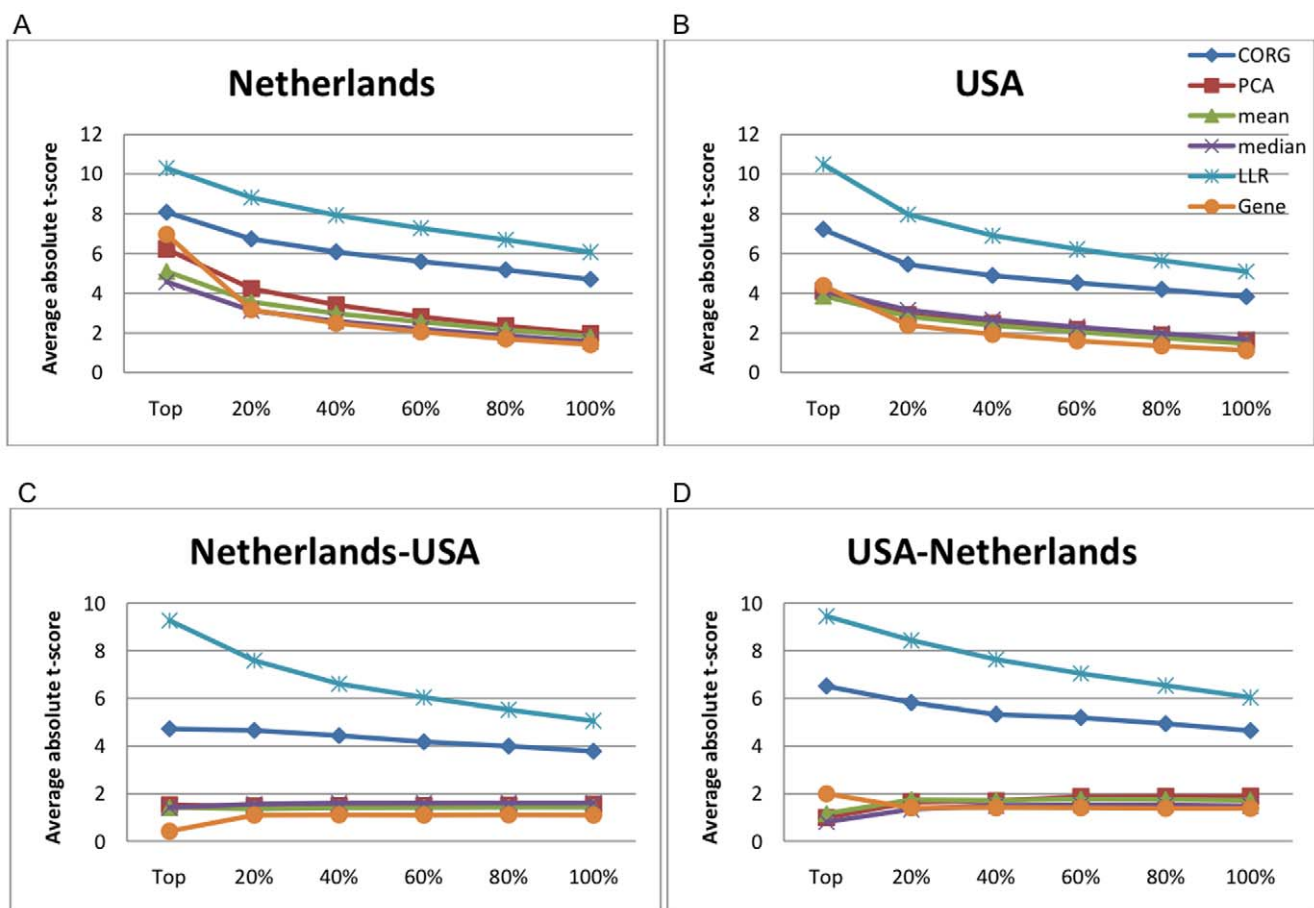 A
Netherlands
Average absolute t-score
12
10
8
6
4
2
0
Top 20% 40% 60% 80% 100%
B
USA
CORG
PCA
mean
median
LLR
Gene
Average absolute t-score
12
10
8
6
4
2
0
Top 20% 40% 60% 80% 100%
C
Netherlands-USA
Average absolute t-score
10
8
6
4
2
0
Top 20% 40% 60% 80% 100%
D
USA-Netherlands
Average absolute t-score
10
8
6
4
2
0
Top 20% 40% 60% 80% 100%